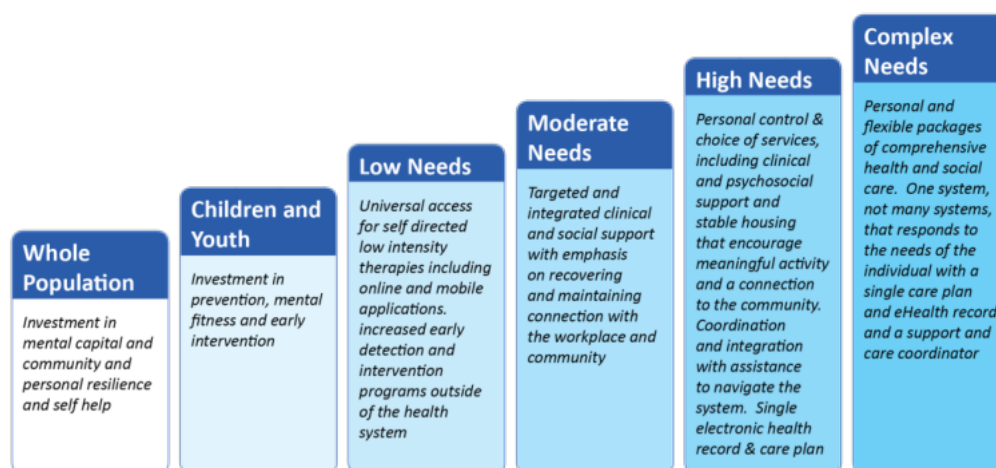 Whole
Population
Investment in
mental capital and
community and
personal resilience
and self help
Children and
Youth
Investment in
prevention, mental
fitness and early
intervention
Low Needs
Universal access
for self directed
low intensity
therapies including
online and mobile
applications.
increased early
detection and
intervention
programs outside
of the health
system
Moderate
Needs
Targeted and
integrated clinical
and social support
with emphasis
on recovering
and maintaining
connection with
the workplace and
community
High Needs
Personal control &
choice of services,
including clinical
and psychosocial
support and
stable housing
that encourage
meaningful activity
and a connection
to the community.
Coordination
and integration
with assistance
to navigate the
system. Single
electronic health
record & care plan
Complex
Needs
Personal and
flexible packages
of comprehensive
health and social
care. One system,
not many systems,
that responds to
the needs of the
individual with a
single care plan
and eHealth record
and a support and
care coordinator